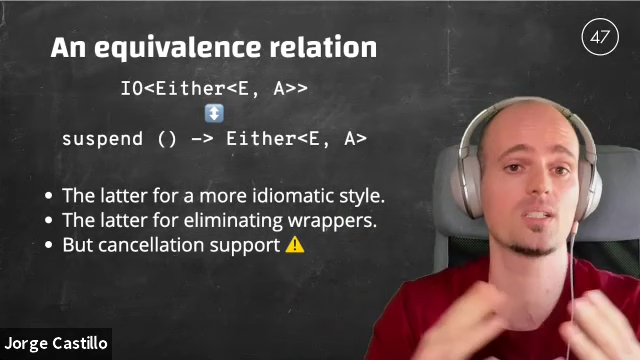 An equivalence relation
47
IO<Either<E, A>>
↕
suspend () -> Either<E, A>
• The latter for a more idiomatic style.
• The latter for eliminating wrappers.
• But cancellation support ⚠
Jorge Castillo